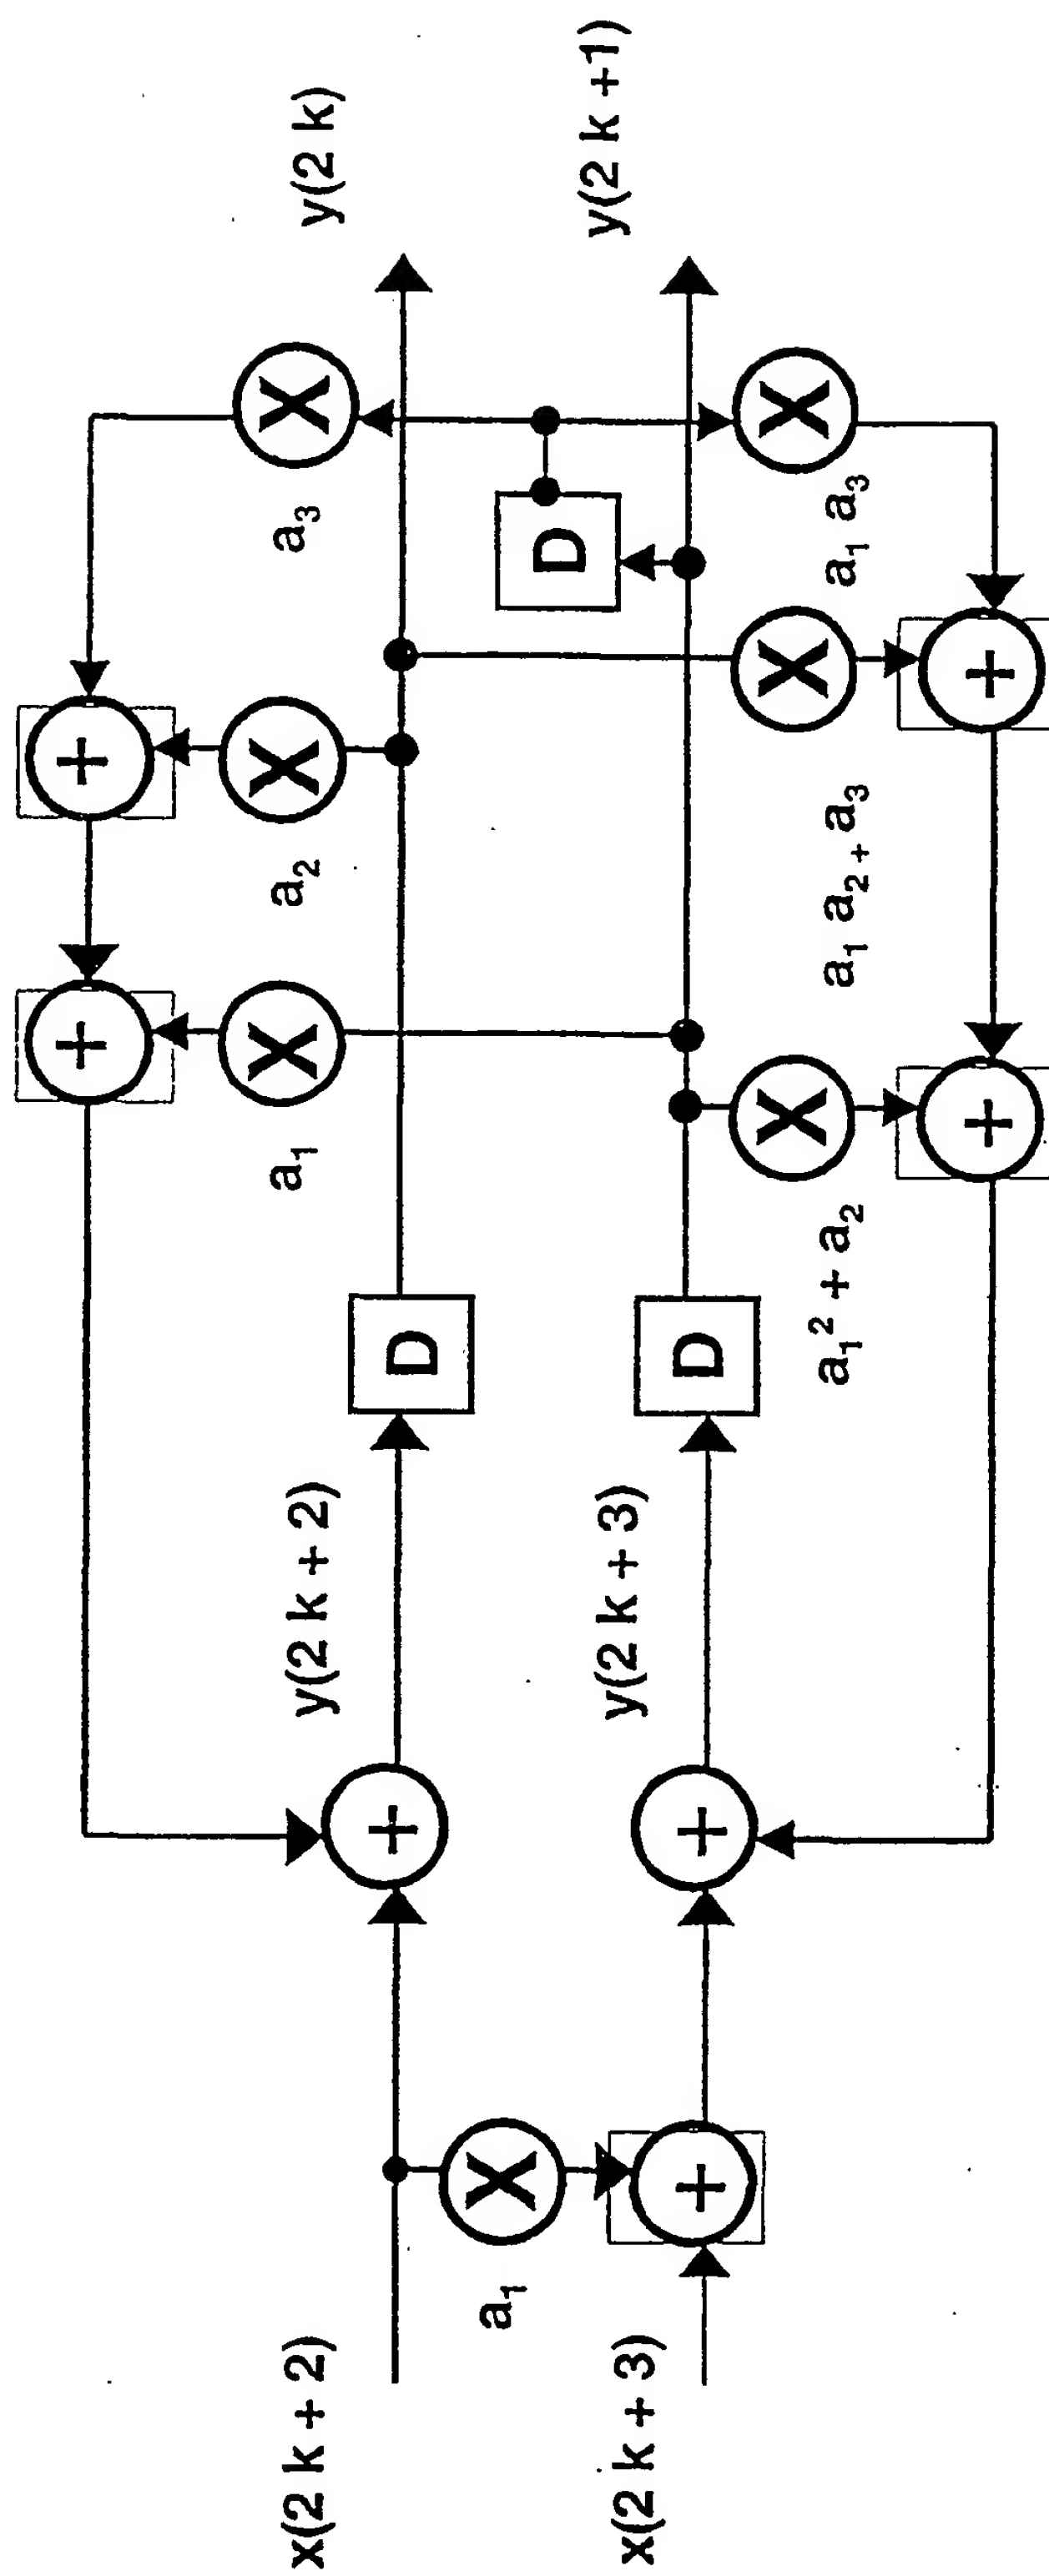 +
+
X
a₁
X
a₂
X
a₃
x(2 k + 2)
+
y(2 k + 2)
D
y(2 k)
X
a₁
D
x(2 k + 3)
+
+
y(2 k + 3)
D
y(2 k +1)
X
a₁² + a₂
X
a₁ a₂ + a₃
X
a₁ a₃
+
+